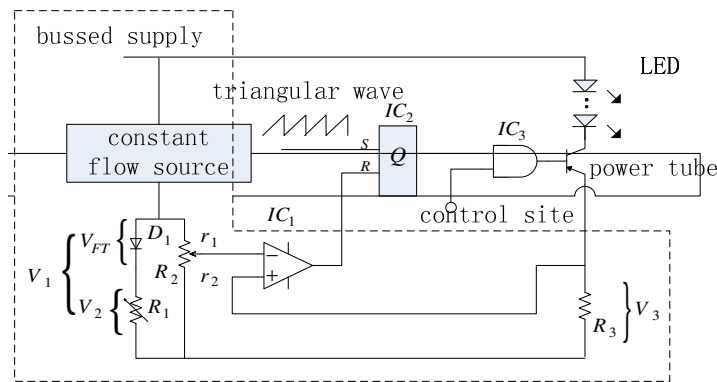 bussed supply
LED
triangular wave
IC2
constant
flow source
S
Q
R
IC3
power tube
control site
IC1
VFT
D1
r1
R2
r2
V1
V2
R1
R3
V3
−
+